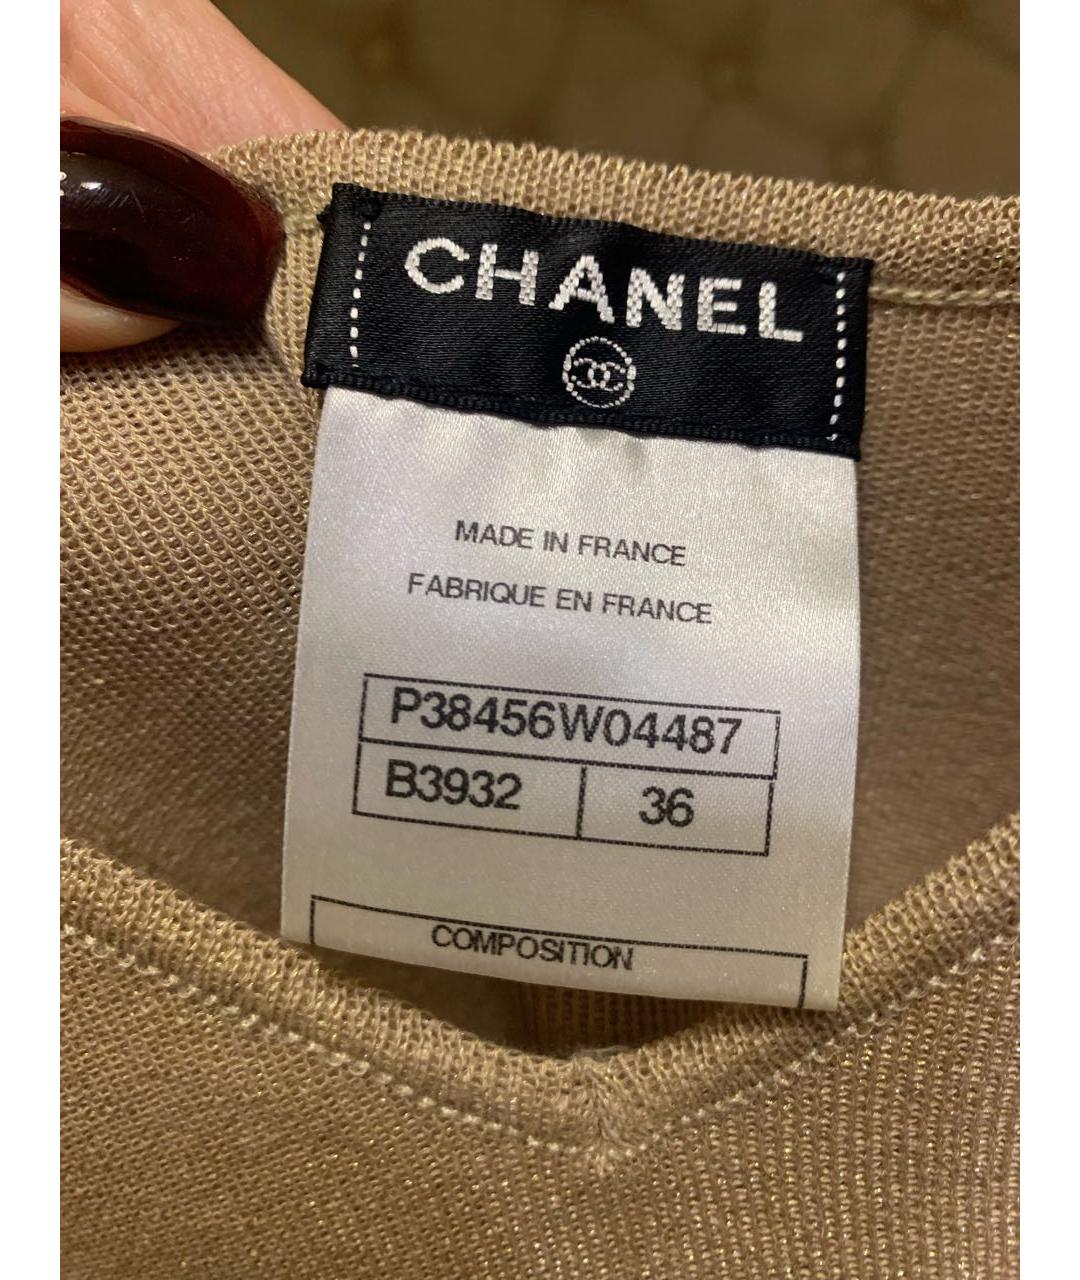 CHANEL
MADE IN FRANCE
FABRIQUE EN FRANCE
P38456W04487
B3932 36
COMPOSITION